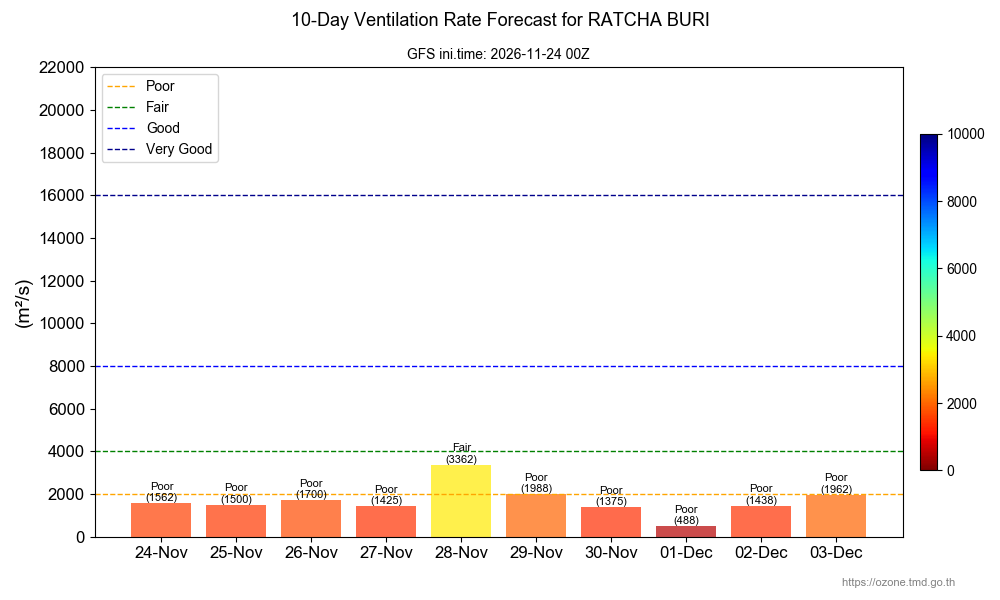 10-Day Ventilation Rate Forecast for RATCHA BURI
GFS ini.time: 2026-11-24 00Z
22000
20000
18000
16000
14000
12000
10000
8000
6000
4000
2000
0
(m²/s)
Poor
Fair
Good
Very Good
Poor
(1562)
Poor
(1500)
Poor
(1700)
Poor
(1425)
Fair
(3362)
Poor
(1988)
Poor
(1375)
Poor
(488)
Poor
(1438)
Poor
(1962)
24-Nov 25-Nov 26-Nov 27-Nov 28-Nov 29-Nov 30-Nov 01-Dec 02-Dec 03-Dec
10000
8000
6000
4000
2000
0
https://ozone.tmd.go.th